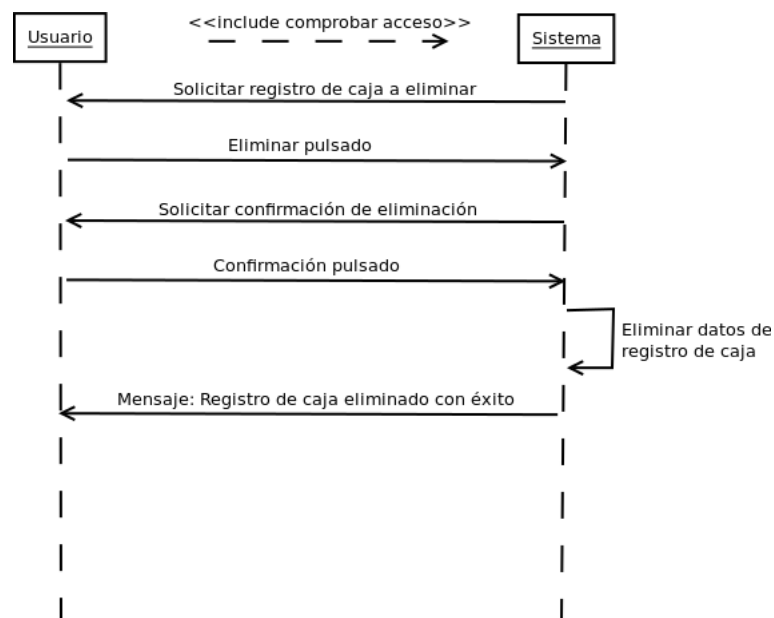 <<include comprobar acceso>>
Usuario
Sistema
Solicitar registro de caja a eliminar
Eliminar pulsado
Solicitar confirmación de eliminación
Confirmación pulsado
Eliminar datos de
registro de caja
Mensaje: Registro de caja eliminado con éxito